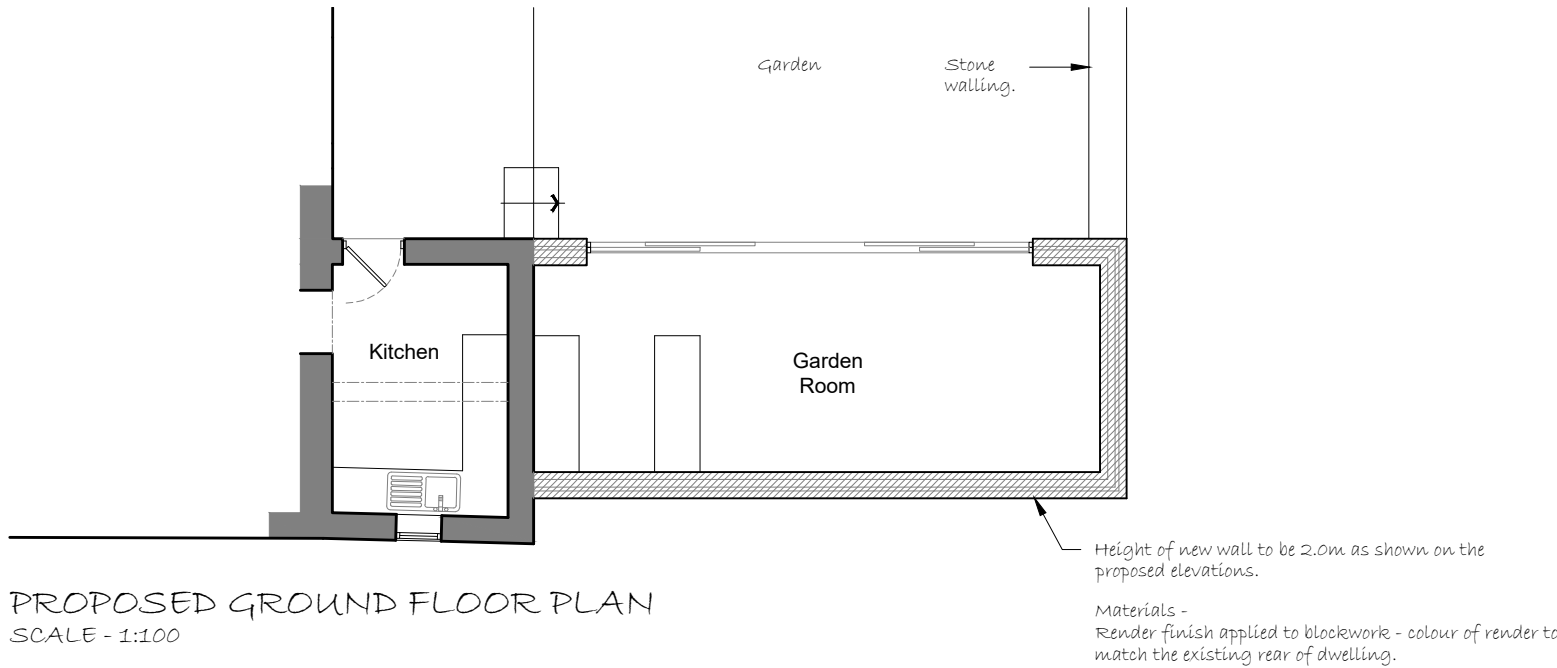 Garden
Stone
walling.
Kitchen
Garden
Room
Height of new wall to be 2.0m as shown on the
proposed elevations.
Materials -
Render finish applied to blockwork - colour of render to
match the existing rear of dwelling.
PROPOSED GROUND FLOOR PLAN
SCALE - 1:100